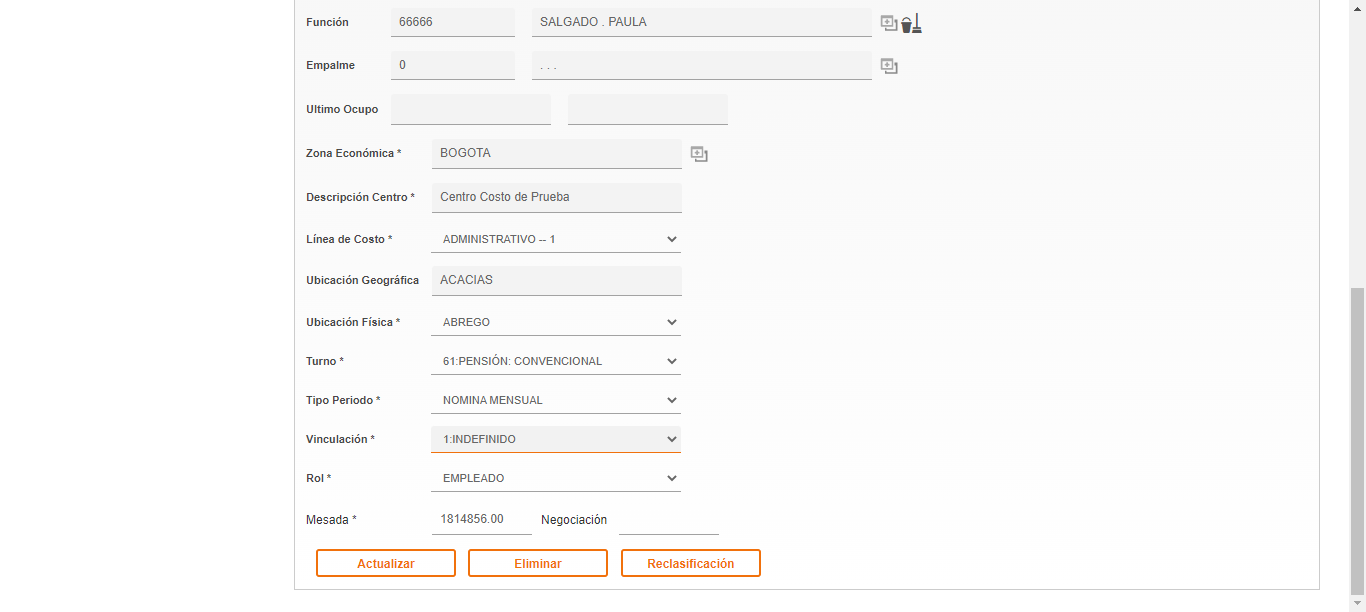 Función 66666 SALGADO . PAULA
Empalme 0 . . .
Ultimo Ocupo
Zona Económica * BOGOTA
Descripción Centro * Centro Costo de Prueba
Línea de Costo * ADMINISTRATIVO -- 1
Ubicación Geográfica ACACIAS
Ubicación Física * ABREGO
Turno * 61:PENSIÓN: CONVENCIONAL
Tipo Periodo * NOMINA MENSUAL
Vinculación * 1:INDEFINIDO
Rol * EMPLEADO
Mesada * 1814856.00 Negociación
Actualizar Eliminar Reclasificación